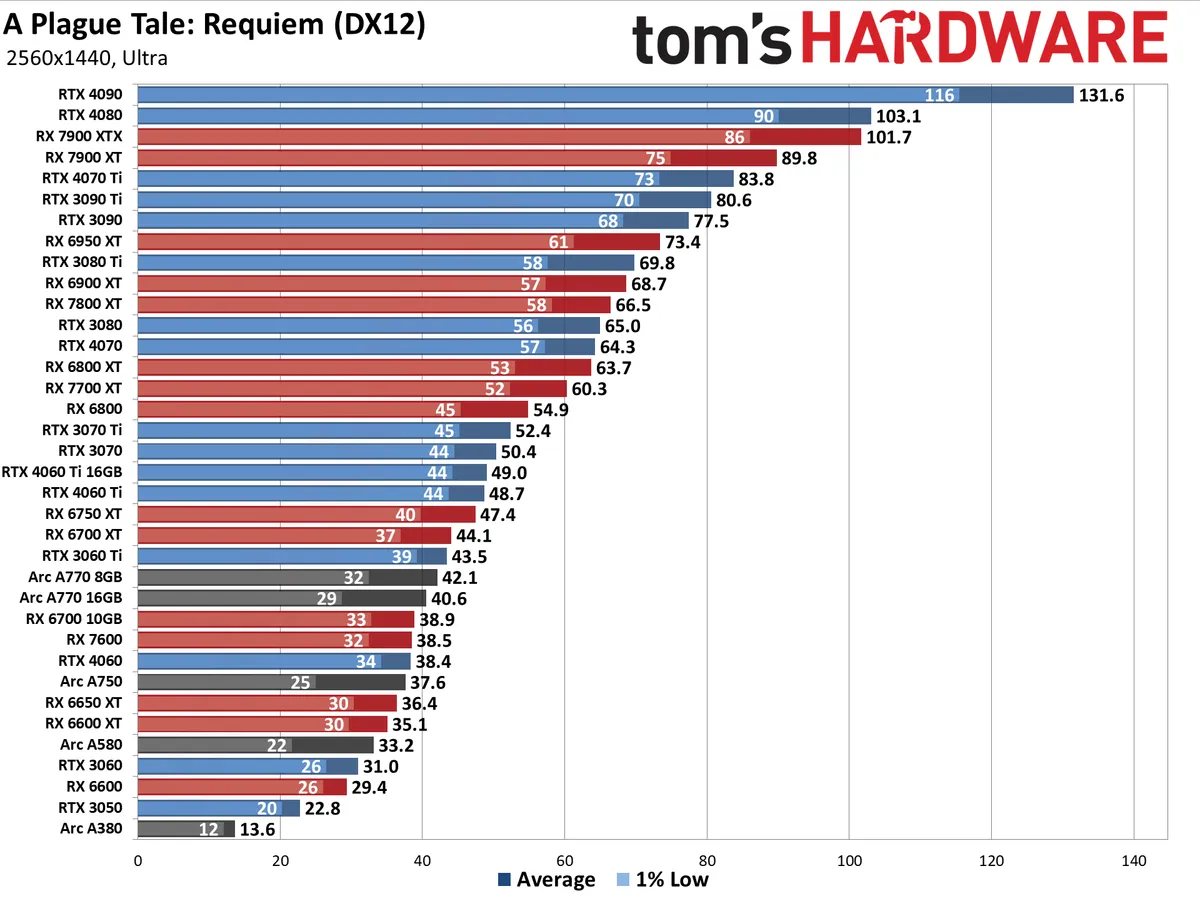 A Plague Tale: Requiem (DX12)
2560x1440, Ultra
tom's HARDWARE
RTX 4090 116 131.6
RTX 4080 90 103.1
RX 7900 XTX 86 101.7
RX 7900 XT 75 89.8
RTX 4070 Ti 73 83.8
RTX 3090 Ti 70 80.6
RTX 3090 68 77.5
RX 6950 XT 61 73.4
RTX 3080 Ti 58 69.8
RX 6900 XT 57 68.7
RX 7800 XT 58 66.5
RTX 3080 56 65.0
RTX 4070 57 64.3
RX 6800 XT 53 63.7
RX 7700 XT 52 60.3
RX 6800 45 54.9
RTX 3070 Ti 45 52.4
RTX 3070 44 50.4
RTX 4060 Ti 16GB 44 49.0
RTX 4060 Ti 44 48.7
RX 6750 XT 40 47.4
RX 6700 XT 37 44.1
RTX 3060 Ti 39 43.5
Arc A770 8GB 32 42.1
Arc A770 16GB 29 40.6
RX 6700 10GB 33 38.9
RX 7600 32 38.5
RTX 4060 34 38.4
Arc A750 25 37.6
RX 6650 XT 30 36.4
RX 6600 XT 30 35.1
Arc A580 22 33.2
RTX 3060 26 31.0
RX 6600 26 29.4
RTX 3050 20 22.8
Arc A380 12 13.6
0 20 40 60 80 100 120 140
Average 1% Low